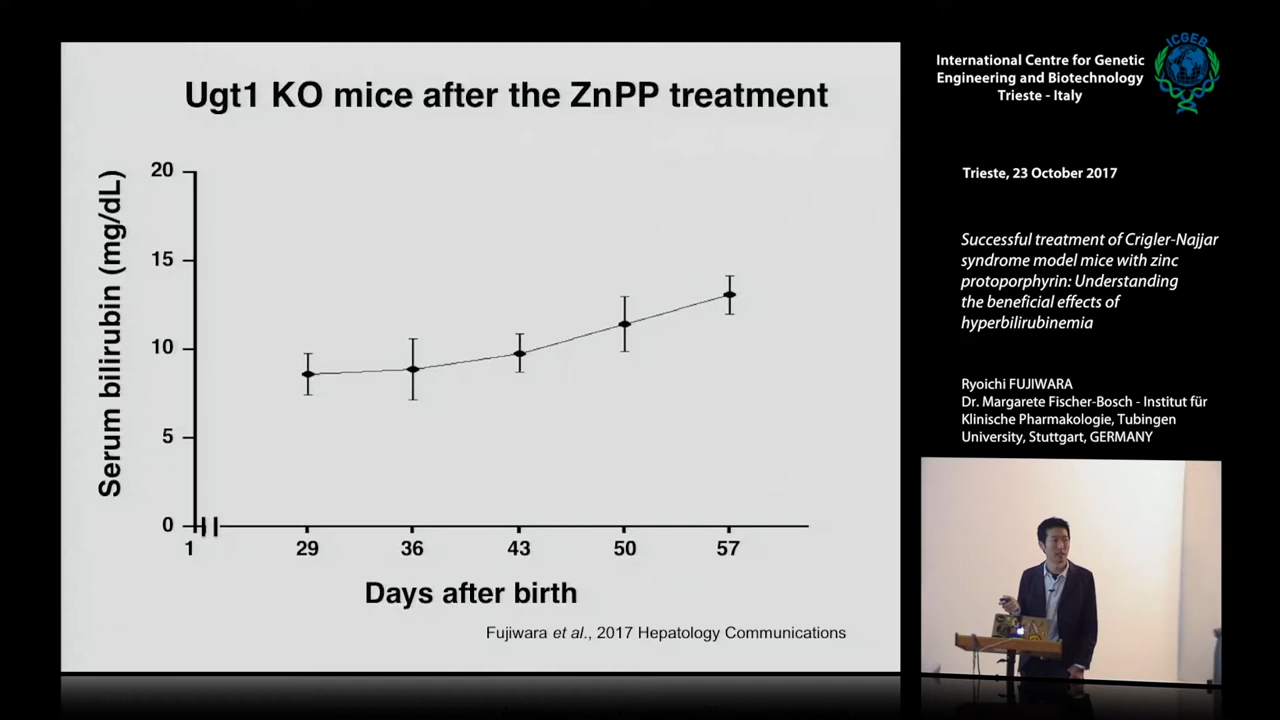 Ugt1 KO mice after the ZnPP treatment
Serum bilirubin (mg/dL)
20
15
10
5
0
1
29
36
43
50
57
Days after birth
Fujiwara et al., 2017 Hepatology Communications
International Centre for Genetic
Engineering and Biotechnology
Trieste - Italy
ICGEB
Trieste, 23 October 2017
Successful treatment of Crigler-Najjar
syndrome model mice with zinc
protoporphyrin: Understanding
the beneficial effects of
hyperbilirubinemia
Ryoichi FUJIWARA
Dr. Margarete Fischer-Bosch - Institut für
Klinische Pharmakologie, Tubingen
University, Stuttgart, GERMANY